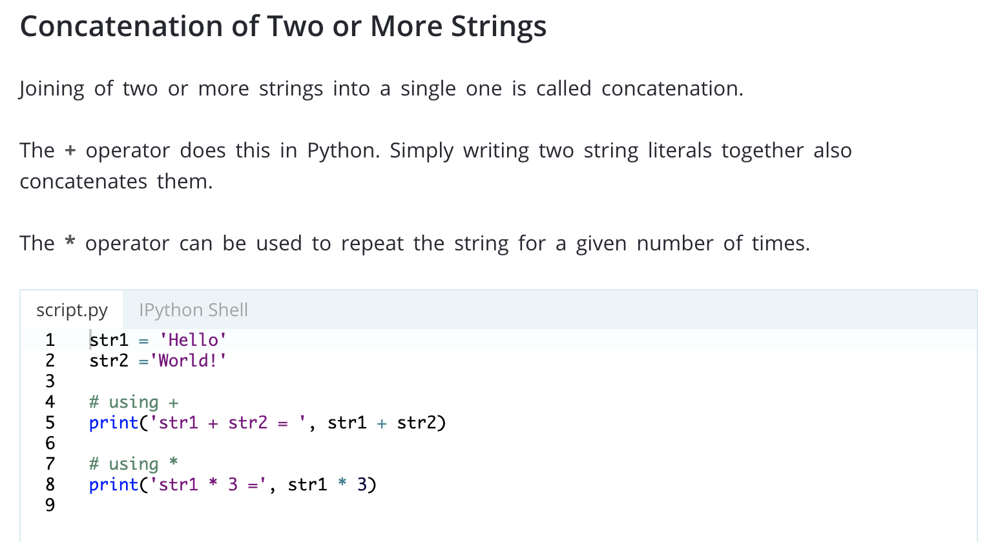 Concatenation of Two or More Strings
Joining of two or more strings into a single one is called concatenation.
The + operator does this in Python. Simply writing two string literals together also
concatenates them.
The * operator can be used to repeat the string for a given number of times.
script.py IPython Shell
1 str1 = 'Hello'
2 str2 ='World!'
3
4 # using +
5 print('str1 + str2 = ', str1 + str2)
6
7 # using *
8 print('str1 * 3 =', str1 * 3)
9